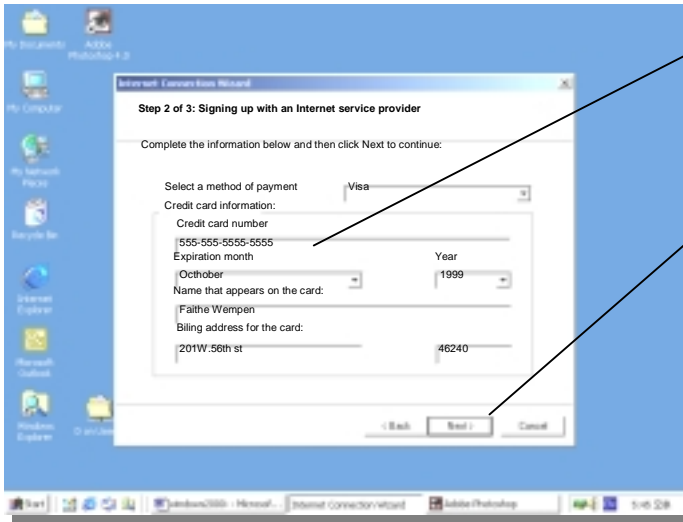 My Documents
Adobe
Photoshop 4.0
My Computer
My Network
Places
Recycle Bin
Internet
Explorer
Microsoft
Outlook
Windows
Explorer
Internet Connection Wizard
Step 2 of 3: Signing up with an Internet service provider
Complete the information below and then click Next to continue:
Select a method of payment Visa
Credit card information:
Credit card number
555-555-5555-5555
Expiration month Year
Octhober 1999
Name that appears on the card:
Faithe Wempen
Biling address for the card:
201W.56th st 46240
< Back Next > Cancel
Start Internet Connection Wizard Adobe Photoshop